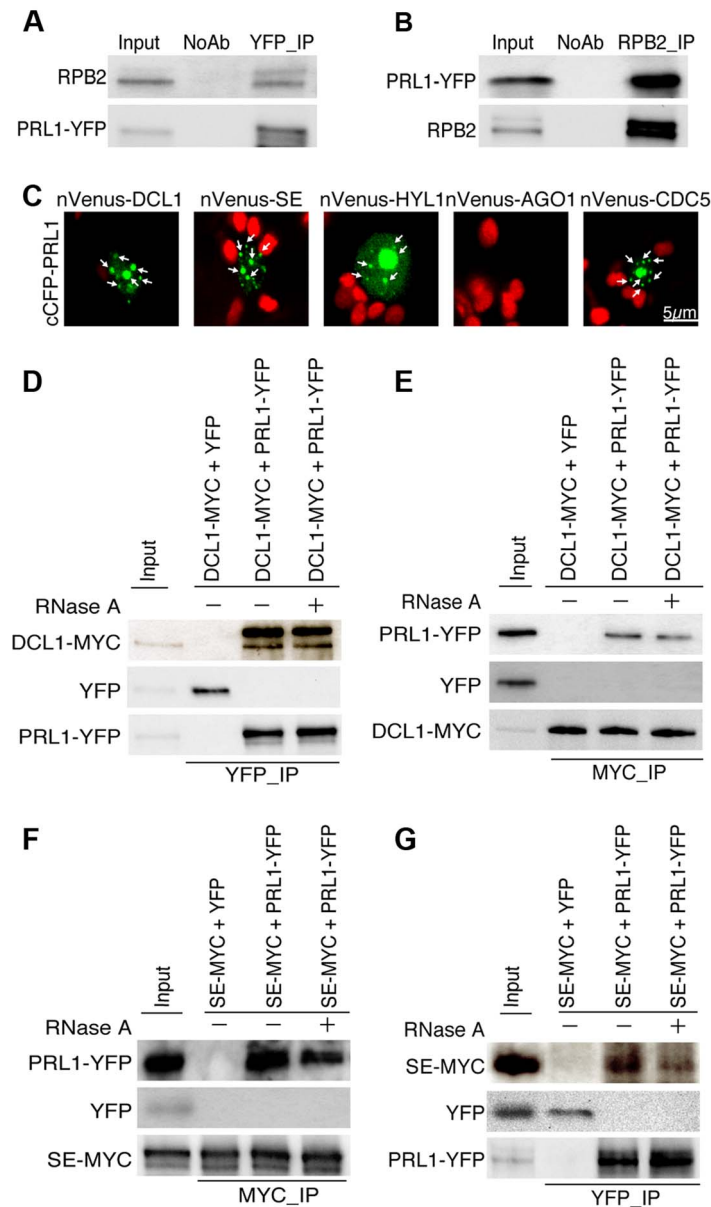 A
Input NoAb YFP_IP
RPB2
PRL1-YFP
B
Input NoAb RPB2_IP
PRL1-YFP
RPB2
C
nVenus-DCL1 nVenus-SE nVenus-HYL1 nVenus-AGO1 nVenus-CDC5
cCFP-PRL1
5µm
D
Input
DCL1-MYC + YFP
DCL1-MYC + PRL1-YFP
DCL1-MYC + PRL1-YFP
RNase A – – +
DCL1-MYC
YFP
PRL1-YFP
YFP_IP
E
Input
DCL1-MYC + YFP
DCL1-MYC + PRL1-YFP
DCL1-MYC + PRL1-YFP
RNase A – – +
PRL1-YFP
YFP
DCL1-MYC
MYC_IP
F
Input
SE-MYC + YFP
SE-MYC + PRL1-YFP
SE-MYC + PRL1-YFP
RNase A – – +
PRL1-YFP
YFP
SE-MYC
MYC_IP
G
Input
SE-MYC + YFP
SE-MYC + PRL1-YFP
SE-MYC + PRL1-YFP
RNase A – – +
SE-MYC
YFP
PRL1-YFP
YFP_IP